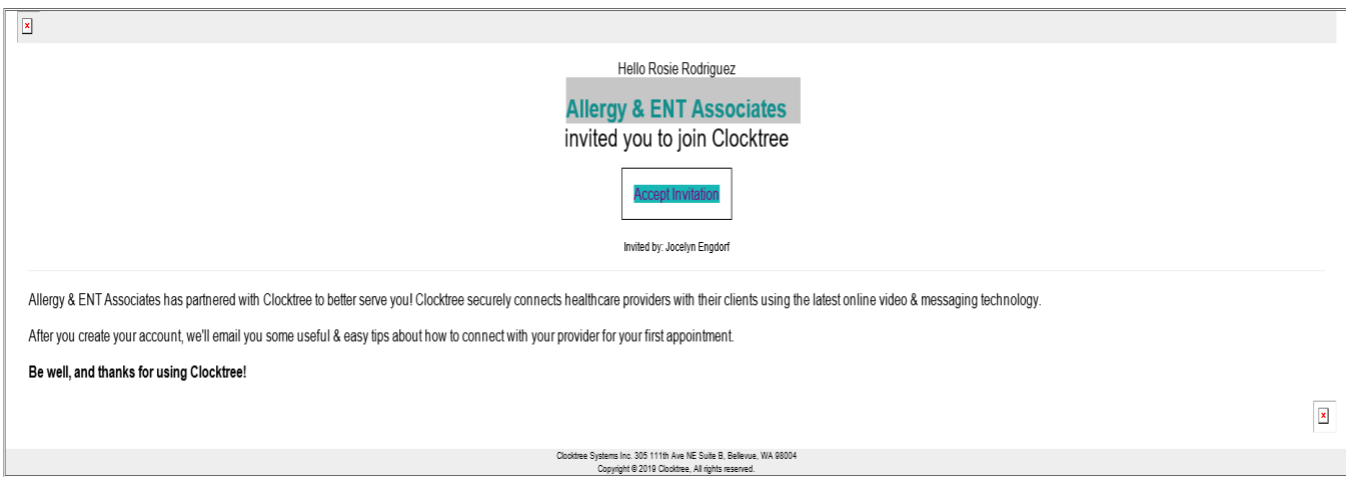 Hello Rosie Rodriguez
Allergy & ENT Associates
invited you to join Clocktree
Accept Invitation
Invited by: Jocelyn Engdorf
Allergy & ENT Associates has partnered with Clocktree to better serve you! Clocktree securely connects healthcare providers with their clients using the latest online video & messaging technology.
After you create your account, we'll email you some useful & easy tips about how to connect with your provider for your first appointment.
Be well, and thanks for using Clocktree!
Clocktree Systems Inc. 305 111th Ave NE Suite B, Bellevue, WA 98004
Copyright © 2019 Clocktree, All rights reserved.